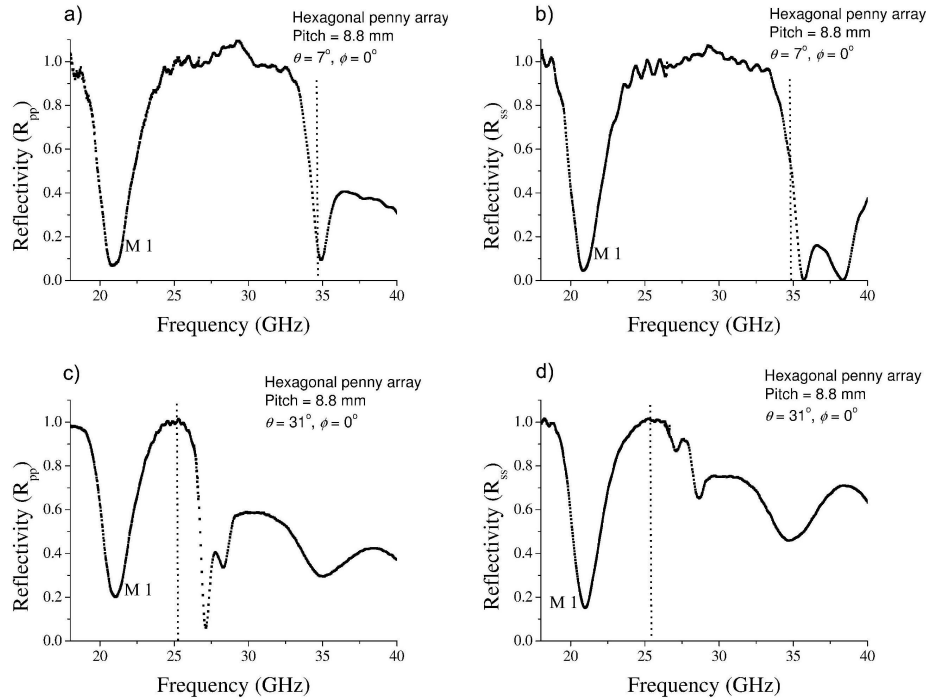 a)
Hexagonal penny array
Pitch = 8.8 mm
θ = 7°, ϕ = 0°
Reflectivity (R_pp)
1.0
0.8
0.6
0.4
0.2
0.0
M 1
20 25 30 35 40
Frequency (GHz)
b)
Hexagonal penny array
Pitch = 8.8 mm
θ = 7°, ϕ = 0°
Reflectivity (R_ss)
1.0
0.8
0.6
0.4
0.2
0.0
M 1
20 25 30 35 40
Frequency (GHz)
c)
Hexagonal penny array
Pitch = 8.8 mm
θ = 31°, ϕ = 0°
Reflectivity (R_pp)
1.0
0.8
0.6
0.4
0.2
0.0
M 1
20 25 30 35 40
Frequency (GHz)
d)
Hexagonal penny array
Pitch = 8.8 mm
θ = 31°, ϕ = 0°
Reflectivity (R_ss)
1.0
0.8
0.6
0.4
0.2
0.0
M 1
20 25 30 35 40
Frequency (GHz)